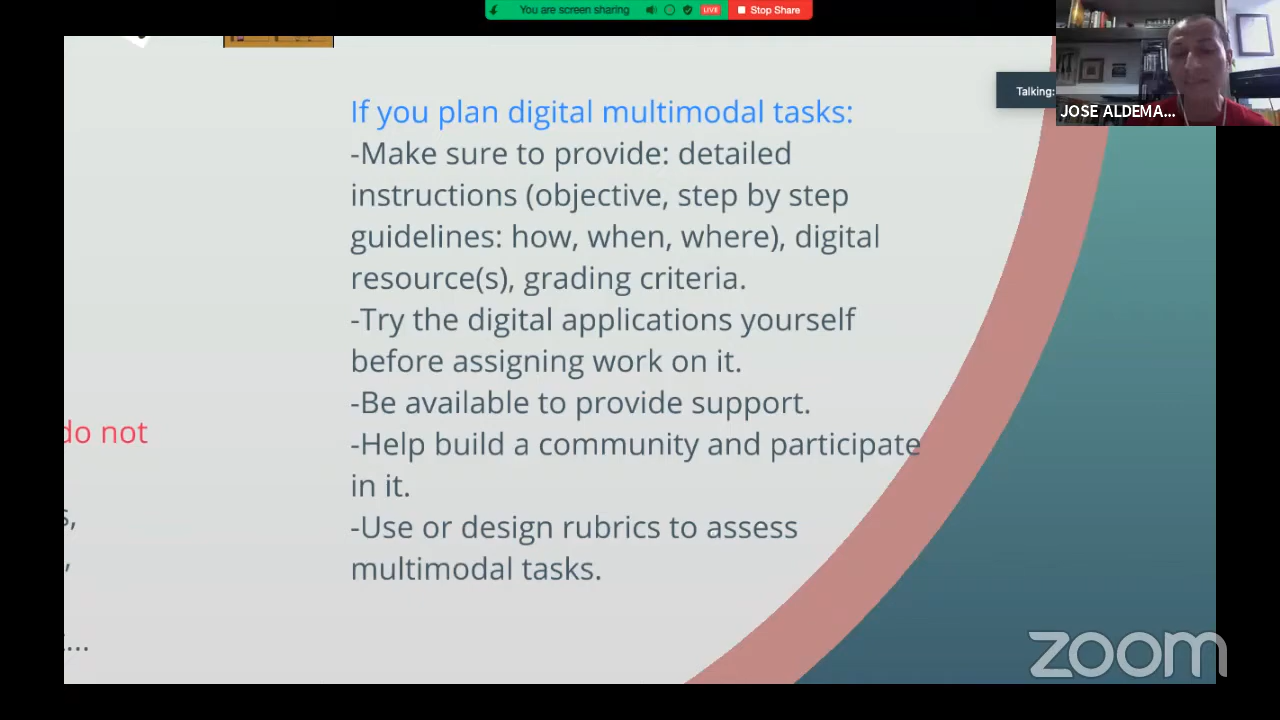 You are screen sharing
LIVE
Stop Share
Talking:
JOSE ALDEMA...
If you plan digital multimodal tasks:
-Make sure to provide: detailed
instructions (objective, step by step
guidelines: how, when, where), digital
resource(s), grading criteria.
-Try the digital applications yourself
before assigning work on it.
-Be available to provide support.
-Help build a community and participate
in it.
-Use or design rubrics to assess
multimodal tasks.
do not
s,
,
t...
zoom